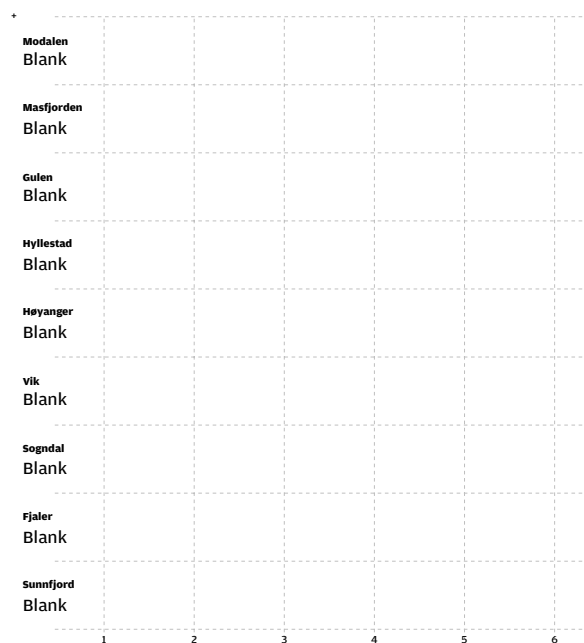 +
Modalen
Blank
Masfjorden
Blank
Gulen
Blank
Hyllestad
Blank
Høyanger
Blank
Vik
Blank
Sogndal
Blank
Fjaler
Blank
Sunnfjord
Blank
1 2 3 4 5 6